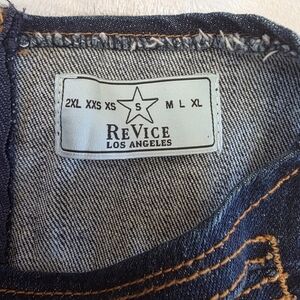 2XL XXS XS S M L XL
REVICE
LOS ANGELES